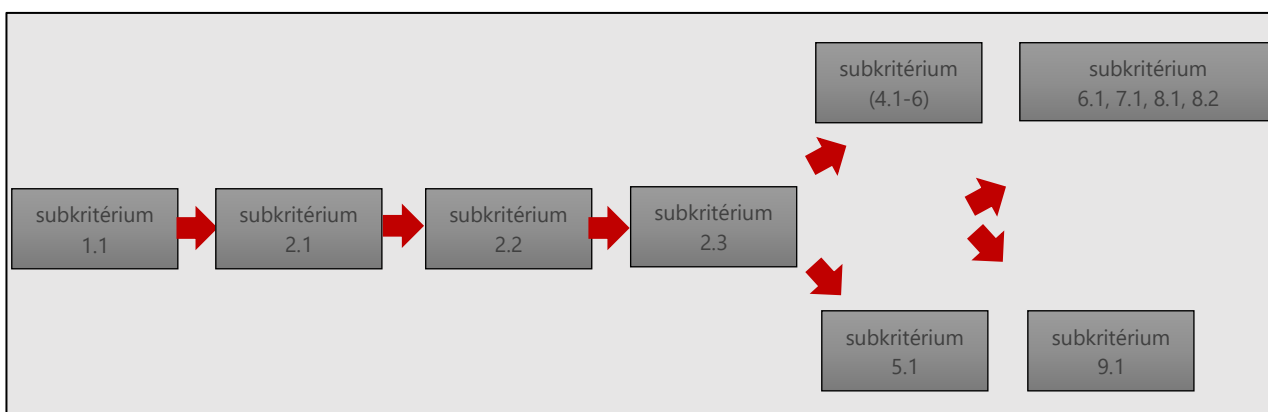 subkritérium
1.1
subkritérium
2.1
subkritérium
2.2
subkritérium
2.3
subkritérium
(4.1-6)
subkritérium
6.1, 7.1, 8.1, 8.2
subkritérium
5.1
subkritérium
9.1